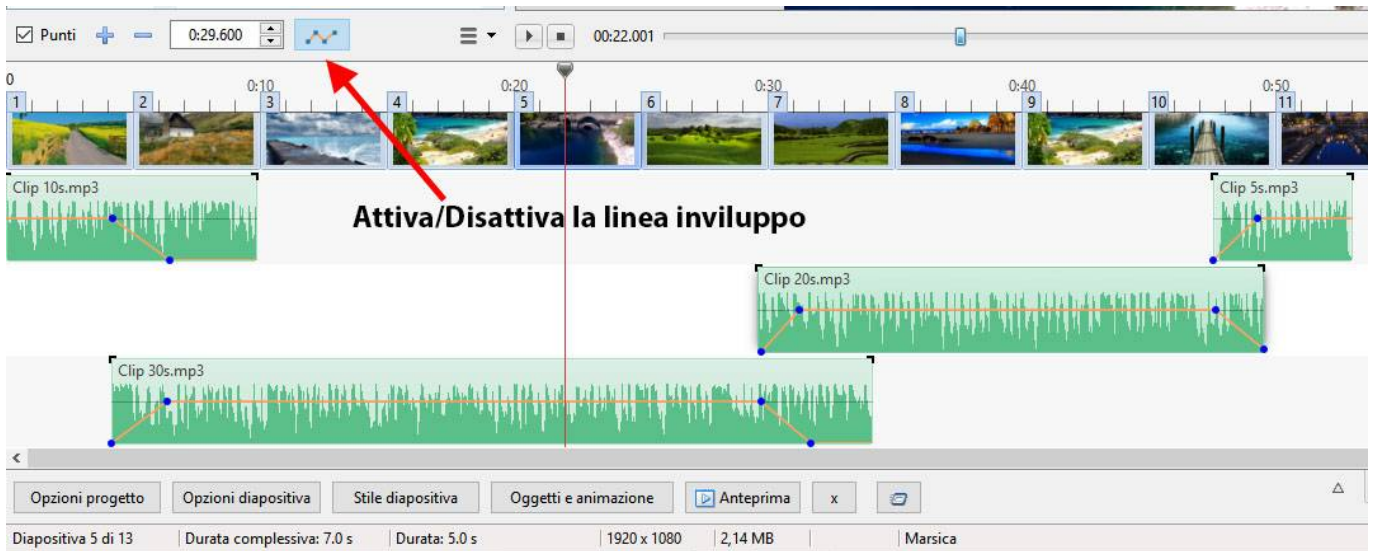 Punti
0:29.600
00:22.001
0
0:10
0:20
0:30
0:40
0:50
1
2
3
4
5
6
7
8
9
10
11
Clip 10s.mp3
Clip 5s.mp3
Attiva/Disattiva la linea inviluppo
Clip 20s.mp3
Clip 30s.mp3
Opzioni progetto
Opzioni diapositiva
Stile diapositiva
Oggetti e animazione
Anteprima
x
Diapositiva 5 di 13
Durata complessiva: 7.0 s
Durata: 5.0 s
1920 x 1080
2,14 MB
Marsica